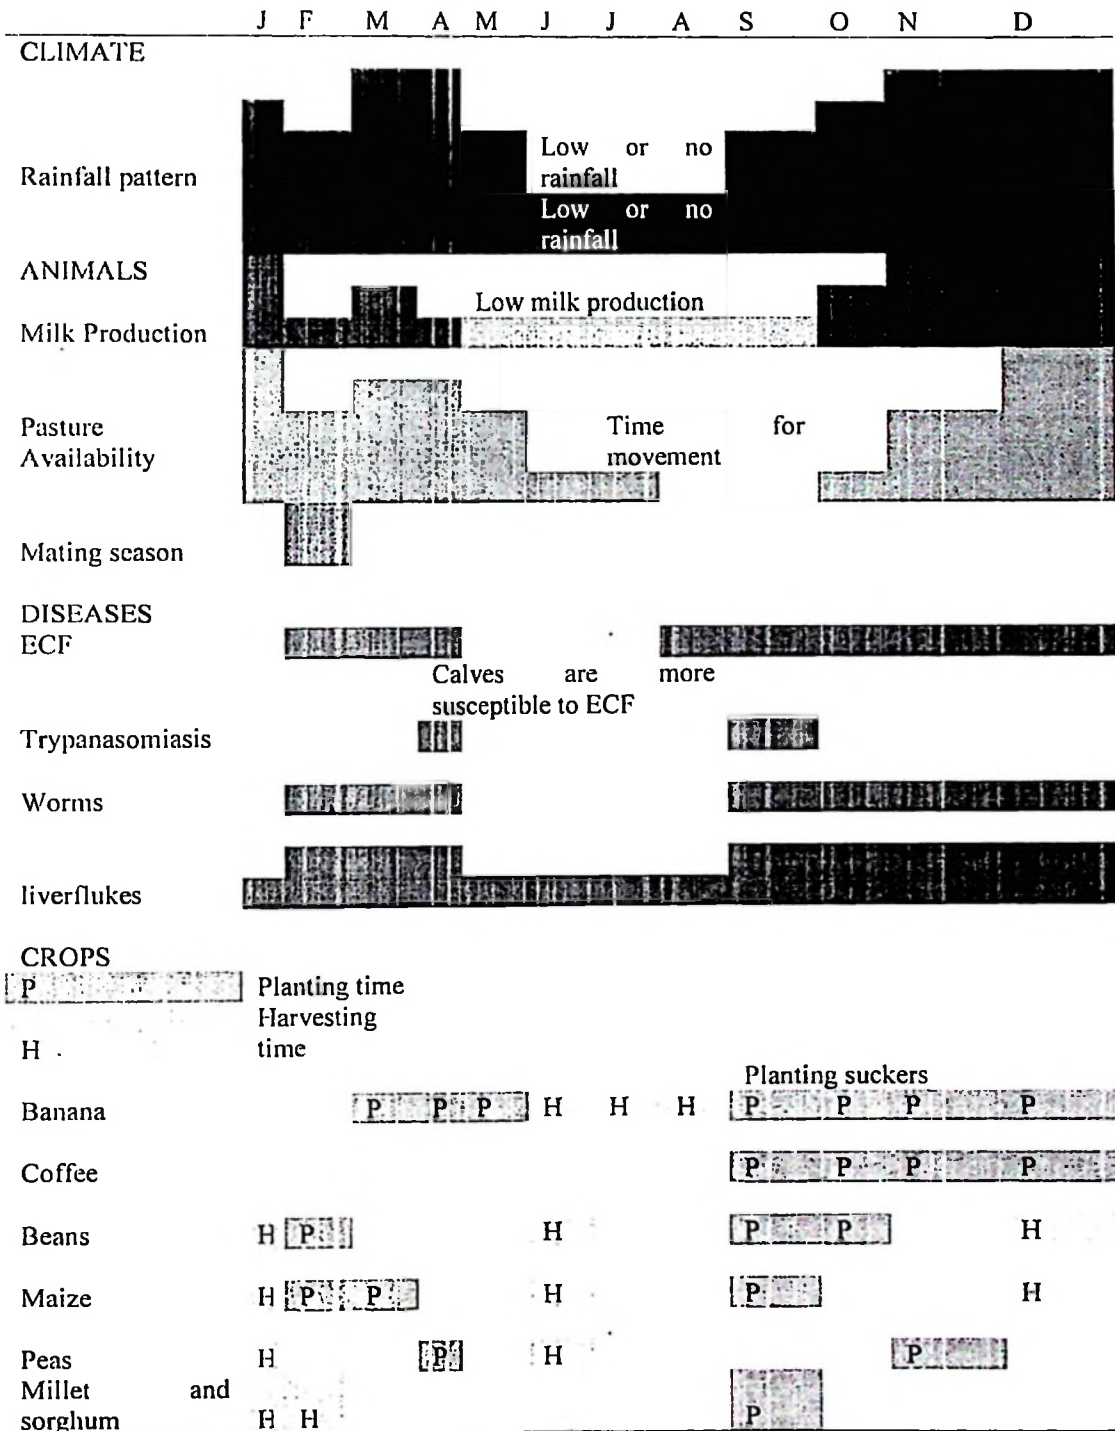 J F M A M J J A S O N D
CLIMATE
Low or no
rainfall
Rainfall pattern
Low or no
rainfall
ANIMALS
Low milk production
Milk Production
Pasture
Availability
Time for
movement
Mating season
DISEASES
ECF
Calves are more
susceptible to ECF
Trypanasomiasis
Worms
liverflukes
CROPS
P Planting time
Harvesting
H time
Planting suckers
Banana P P P H H H P P P P
Coffee P P P P
Beans H P H P P H
Maize H P P H P H
Peas H P H P
Millet and
sorghum H H P